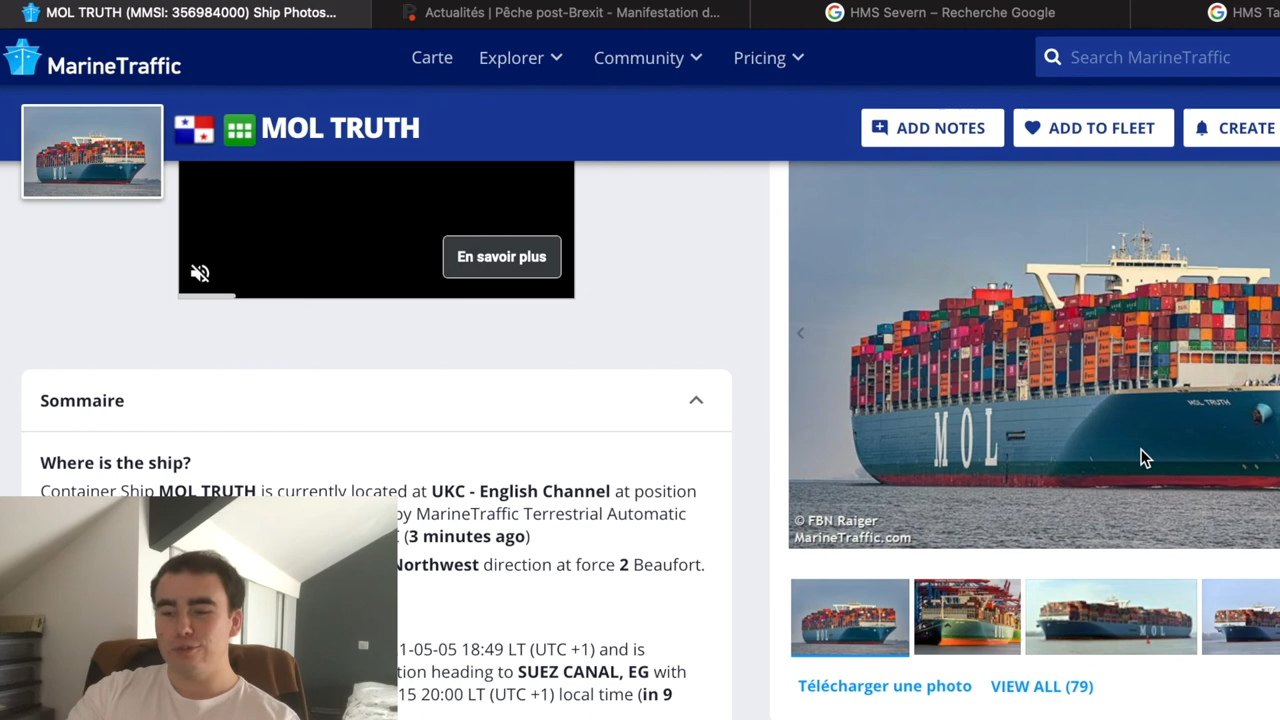 MOL TRUTH (MMSI: 356984000) Ship Photos...
Actualités | Pêche post-Brexit - Manifestation d...
HMS Severn – Recherche Google
HMS Ta
MarineTraffic
Carte
Explorer
Community
Pricing
Search MarineTraffic
MOL TRUTH
ADD NOTES
ADD TO FLEET
CREATE
En savoir plus
MOL
MOL TRUTH
© FBN Raiger
MarineTraffic.com
Sommaire
Where is the ship?
Container Ship MOL TRUTH is currently located at UKC - English Channel at position
by MarineTraffic Terrestrial Automatic
(3 minutes ago)
Northwest direction at force 2 Beaufort.
1-05-05 18:49 LT (UTC +1) and is
tion heading to SUEZ CANAL, EG with
15 20:00 LT (UTC +1) local time (in 9
MOL
Télécharger une photo
VIEW ALL (79)